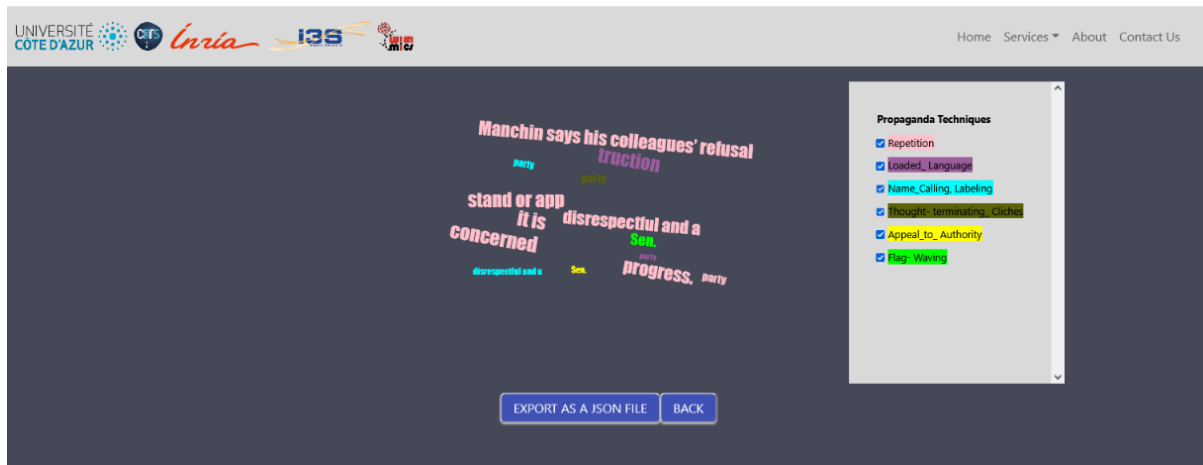 UNIVERSITÉ
CÔTE D'AZUR
cnrs
Inria
i3S
Home Services About Contact Us
Manchin says his colleagues' refusal
truction
party
party
stand or app
it is
disrespectful and a
concerned
Sen.
party
disrespectful and a
Sen.
progress,
party
Propaganda Techniques
Repetition
Loaded_ Language
Name_Calling, Labeling
Thought- terminating_ Cliches
Appeal_to_ Authority
Flag- Waving
EXPORT AS A JSON FILE
BACK